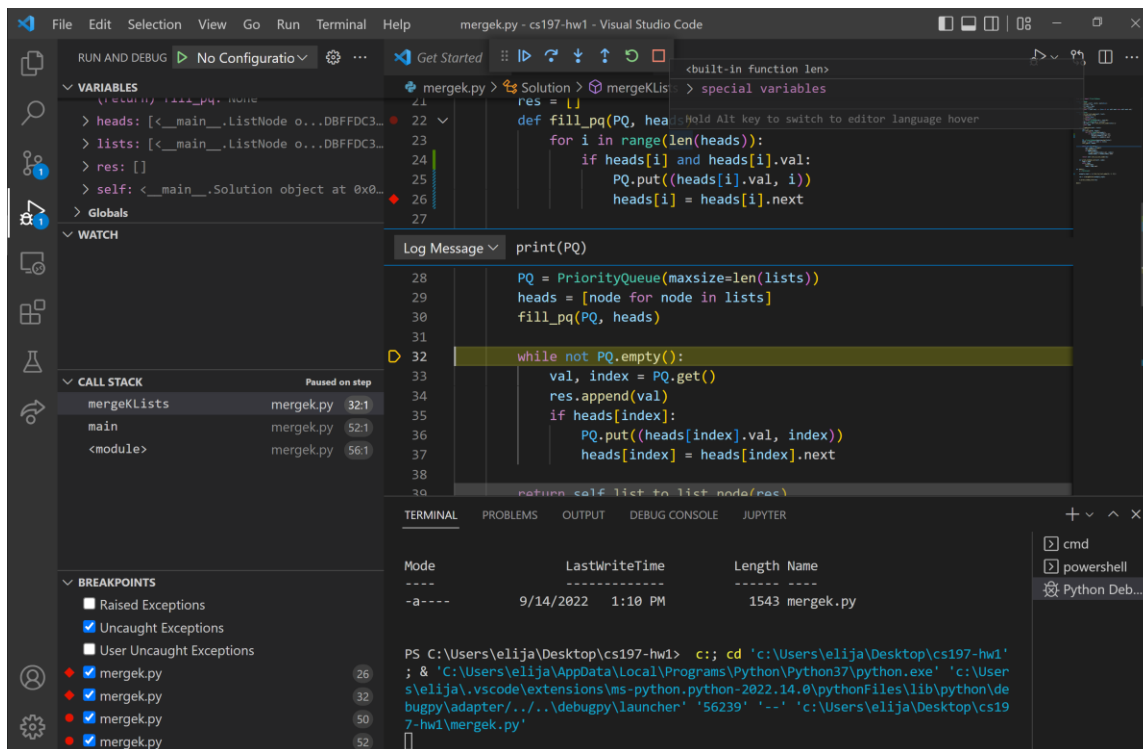 File Edit Selection View Go Run Terminal Help mergek.py - cs197-hw1 - Visual Studio Code
RUN AND DEBUG No Configuratio
VARIABLES
(return) fill_pq: None
> heads: [<__main__.ListNode o...DBFFDC3…
> lists: [<__main__.ListNode o...DBFFDC3…
> res: []
> self: <__main__.Solution object at 0x0…
> Globals
WATCH
CALL STACK Paused on step
mergeKLists mergek.py 32:1
main mergek.py 52:1
<module> mergek.py 56:1
BREAKPOINTS
Raised Exceptions
Uncaught Exceptions
User Uncaught Exceptions
mergek.py 26
mergek.py 32
mergek.py 50
mergek.py 52
1
1
Get Started
mergek.py > Solution > mergeKLis
<built-in function len>
> special variables
Hold Alt key to switch to editor language hover
21 res = []
22 def fill_pq(PQ, heads
23 for i in range(len(heads)):
24 if heads[i] and heads[i].val:
25 PQ.put((heads[i].val, i))
26 heads[i] = heads[i].next
27
Log Message print(PQ)
28 PQ = PriorityQueue(maxsize=len(lists))
29 heads = [node for node in lists]
30 fill_pq(PQ, heads)
31
32 while not PQ.empty():
33 val, index = PQ.get()
34 res.append(val)
35 if heads[index]:
36 PQ.put((heads[index].val, index))
37 heads[index] = heads[index].next
38
39 return self.list_to_list_node(res)
TERMINAL PROBLEMS OUTPUT DEBUG CONSOLE JUPYTER
Mode LastWriteTime Length Name
---- ------------- ------ ----
-a---- 9/14/2022 1:10 PM 1543 mergek.py
PS C:\Users\elija\Desktop\cs197-hw1> c:; cd 'c:\Users\elija\Desktop\cs197-hw1'
; & 'C:\Users\elija\AppData\Local\Programs\Python\Python37\python.exe' 'c:\User
s\elija\.vscode\extensions\ms-python.python-2022.14.0\pythonFiles\lib\python\de
bugpy\adapter/../..\debugpy\launcher' '56239' '--' 'c:\Users\elija\Desktop\cs19
7-hw1\mergek.py'
cmd
powershell
Python Deb...